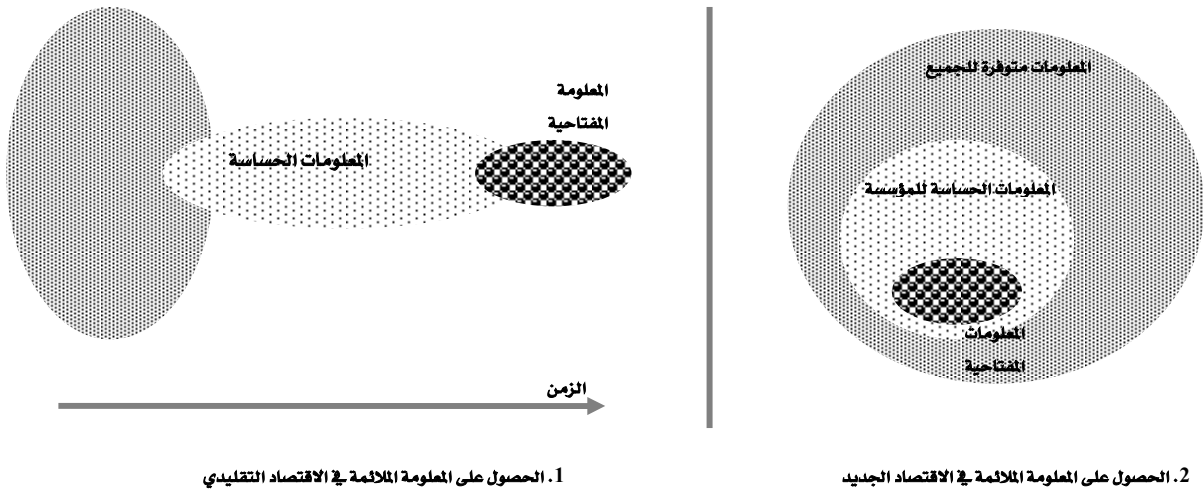 المعلومات متوفرة للجميع
المعلومة
المفتاحية
المعلومات الحساسة
المعلومات الحساسة للمؤسسة
المعلومات
المفتاحية
الزمن
1. الحصول على المعلومة الملائمة في الاقتصاد التقليدي
2. الحصول على المعلومة الملائمة في الاقتصاد الجديد